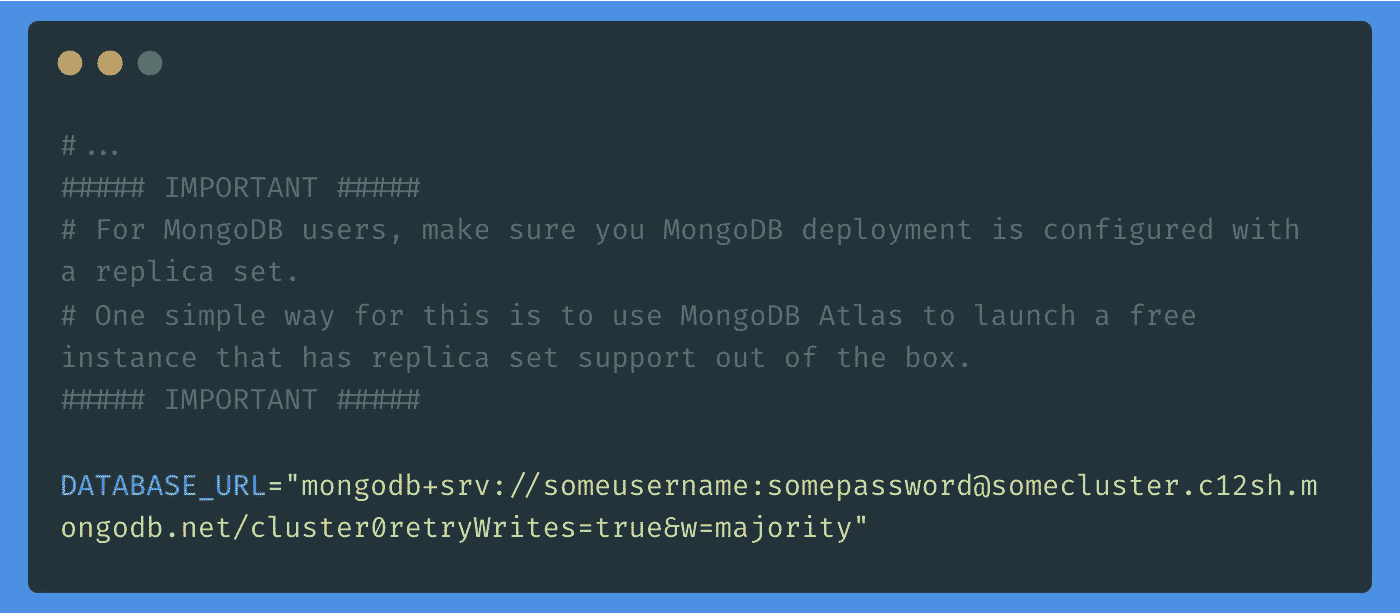 #...
##### IMPORTANT #####
# For MongoDB users, make sure you MongoDB deployment is configured with
a replica set.
# One simple way for this is to use MongoDB Atlas to launch a free
instance that has replica set support out of the box.
##### IMPORTANT #####
DATABASE_URL="mongodb+srv://someusername:somepassword@somecluster.c12sh.m
ongodb.net/cluster0retryWrites=true&w=majority"